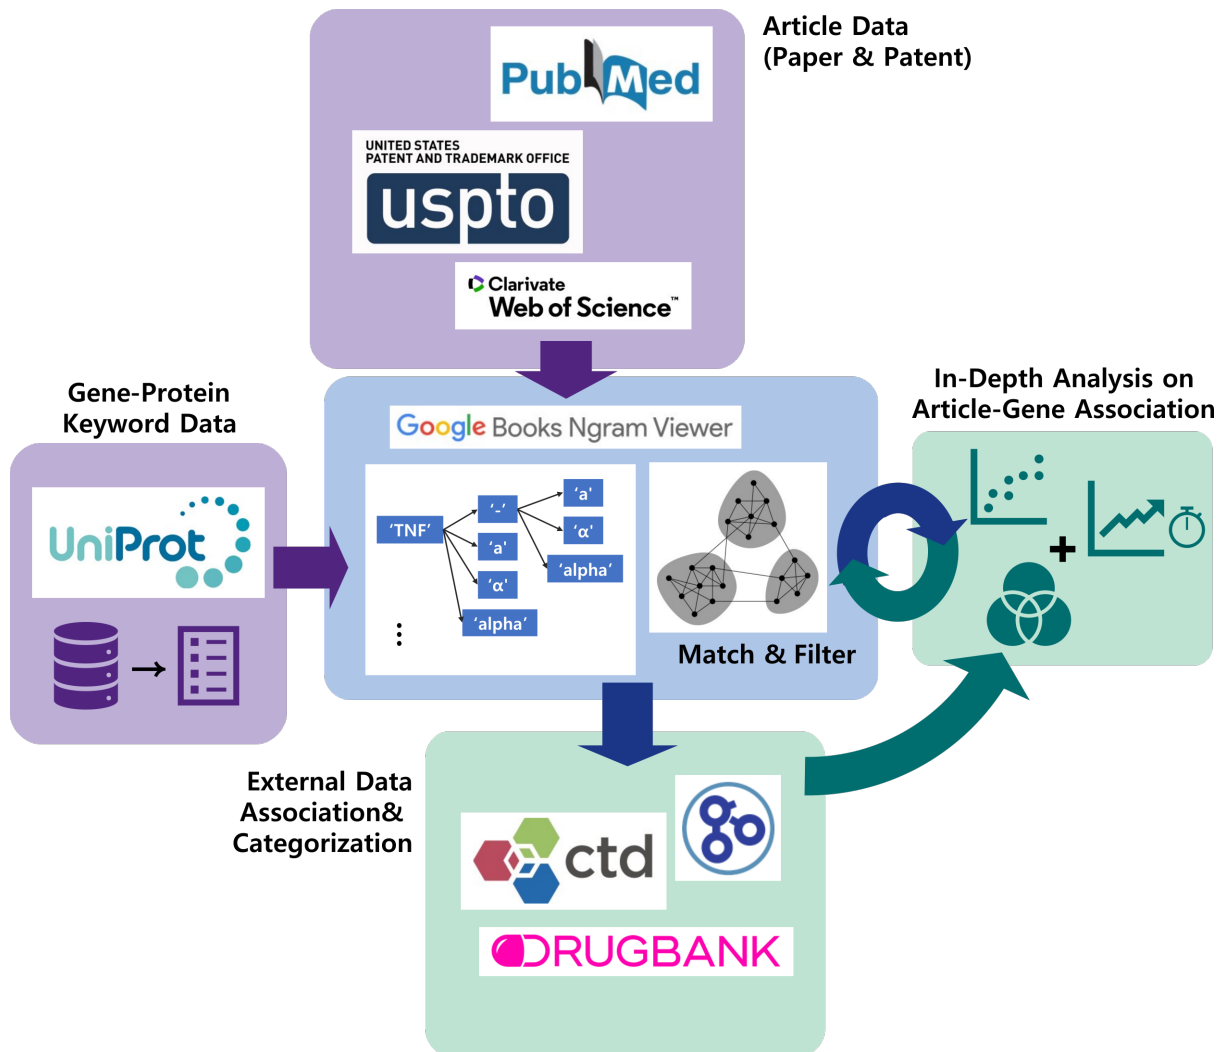 Article Data
(Paper & Patent)
PubMed
UNITED STATES
PATENT AND TRADEMARK OFFICE
uspto
Clarivate
Web of Science™
Gene-Protein
Keyword Data
UniProt
Google Books Ngram Viewer
'TNF'
'-'
'a'
'α'
'alpha'
'a'
'α'
'alpha'
Match & Filter
In-Depth Analysis on
Article-Gene Association
+
External Data
Association&
Categorization
ctd
go
DRUGBANK